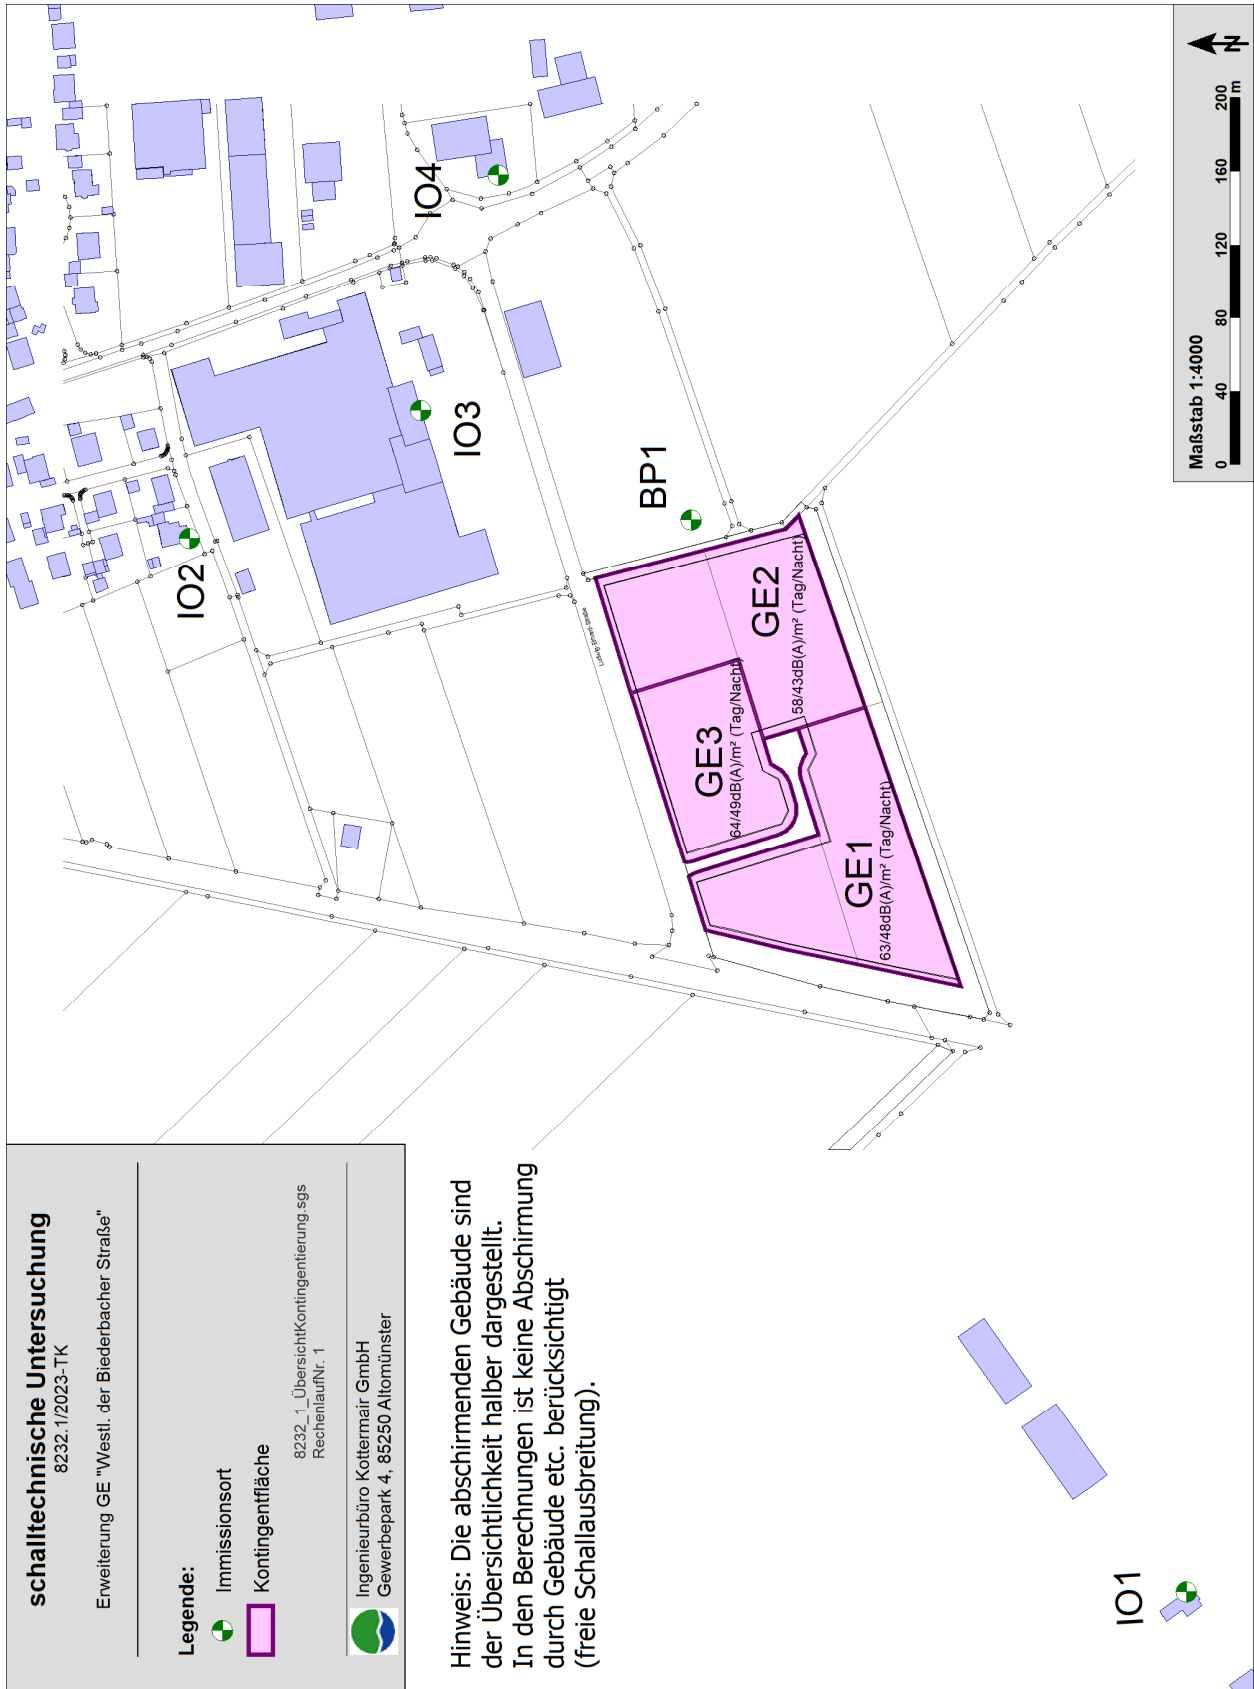 schalltechnische Untersuchung
8232.1/2023-TK
Erweiterung GE "Westl. der Biederbacher Straße"
Legende:
Immissionsort
Kontingentfläche
8232_1_ÜbersichtKontingentierung.sgs
RechenlaufNr. 1
Ingenieurbüro Kottermair GmbH
Gewerbepark 4, 85250 Altomünster
Hinweis: Die abschirmenden Gebäude sind
der Übersichtlichkeit halber dargestellt.
In den Berechnungen ist keine Abschirmung
durch Gebäude etc. berücksichtigt
(freie Schallausbreitung).
IO1
IO2
IO3
IO4
BP1
Ludwig-Erhard-Straße
GE3
64/49dB(A)/m² (Tag/Nacht)
GE2
58/43dB(A)/m² (Tag/Nacht)
GE1
63/48dB(A)/m² (Tag/Nacht)
Maßstab 1:4000
0 40 80 120 160 200
m
N